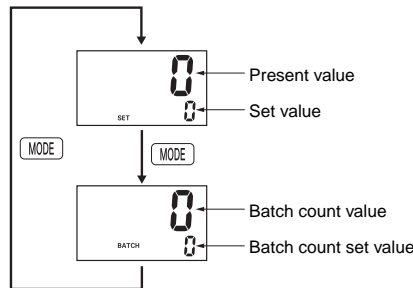 0
Present value
SET 0
Set value
MODE
MODE
0
Batch count value
BATCH 0
Batch count set value